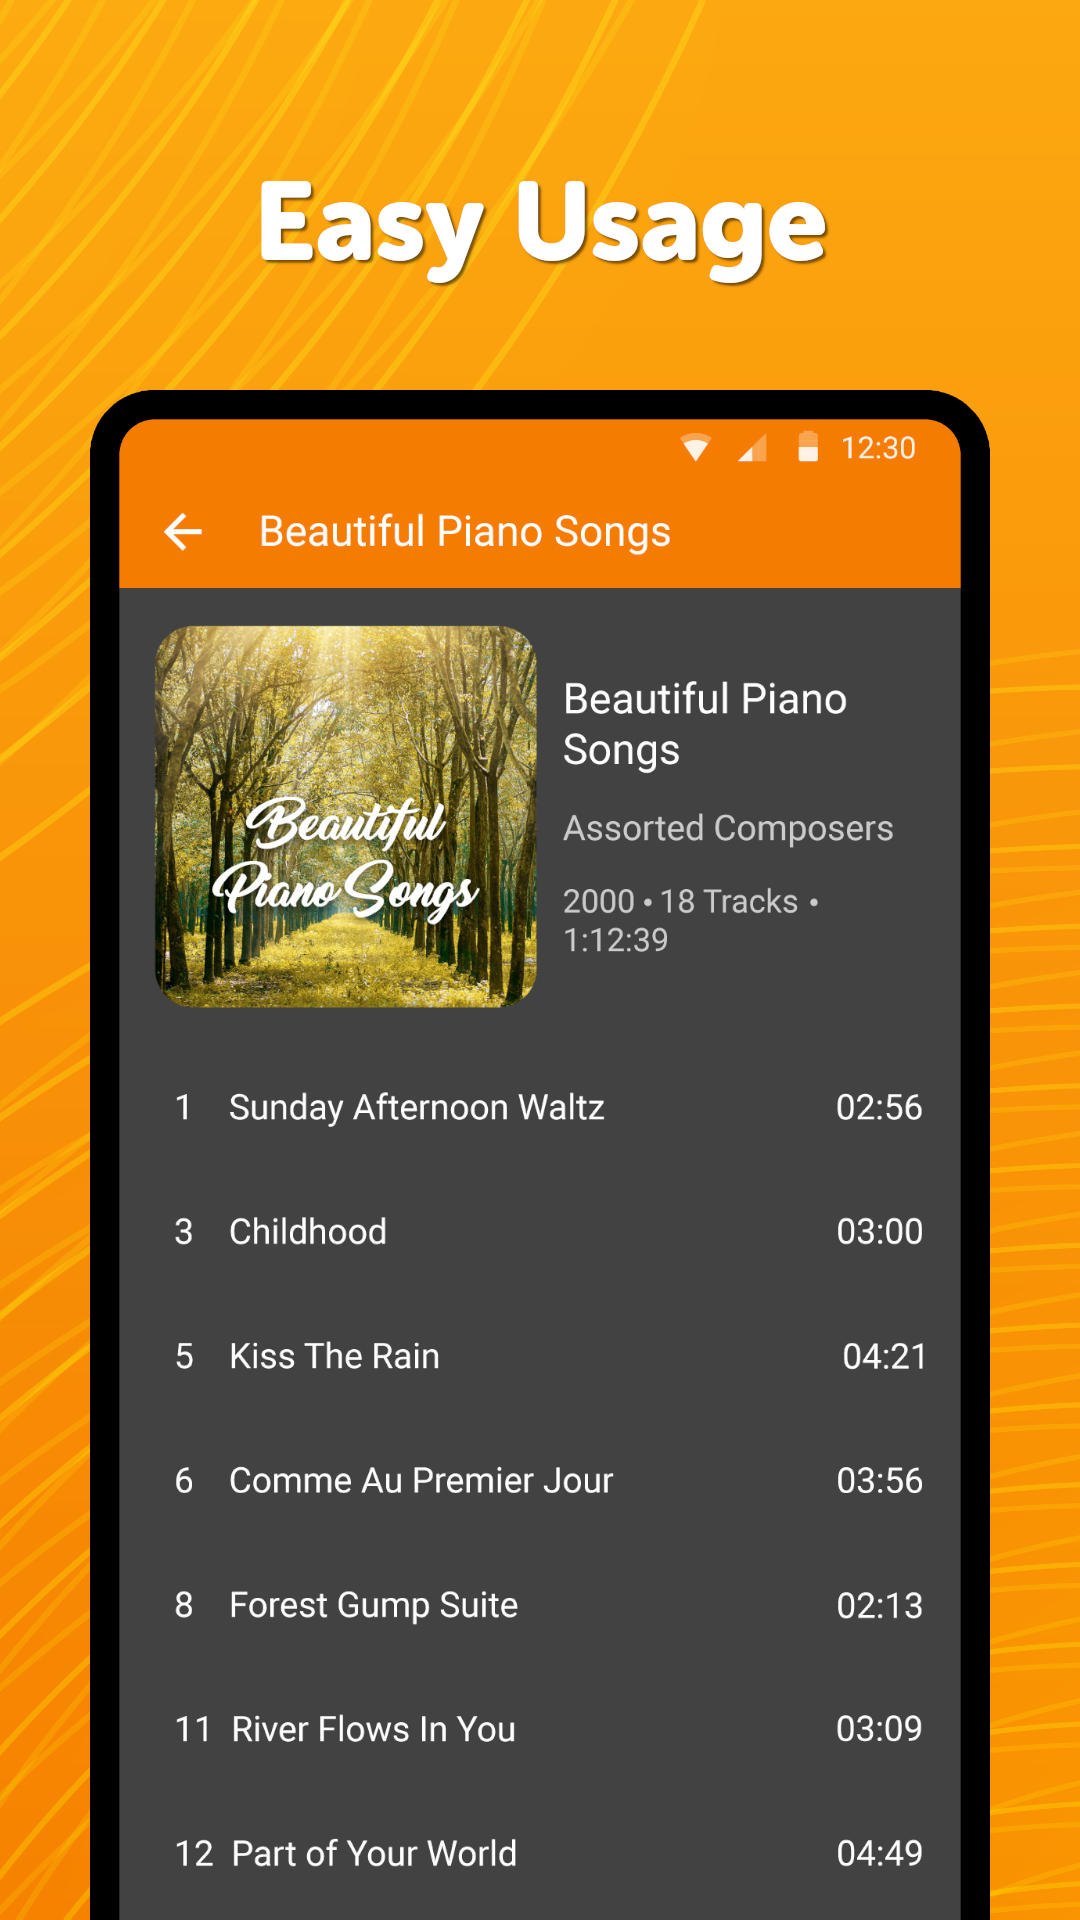 Easy Usage
12:30
Beautiful Piano Songs
Beautiful
Piano Songs
Beautiful Piano
Songs
Assorted Composers
2000 • 18 Tracks •
1:12:39
1 Sunday Afternoon Waltz 02:56
3 Childhood 03:00
5 Kiss The Rain 04:21
6 Comme Au Premier Jour 03:56
8 Forest Gump Suite 02:13
11 River Flows In You 03:09
12 Part of Your World 04:49